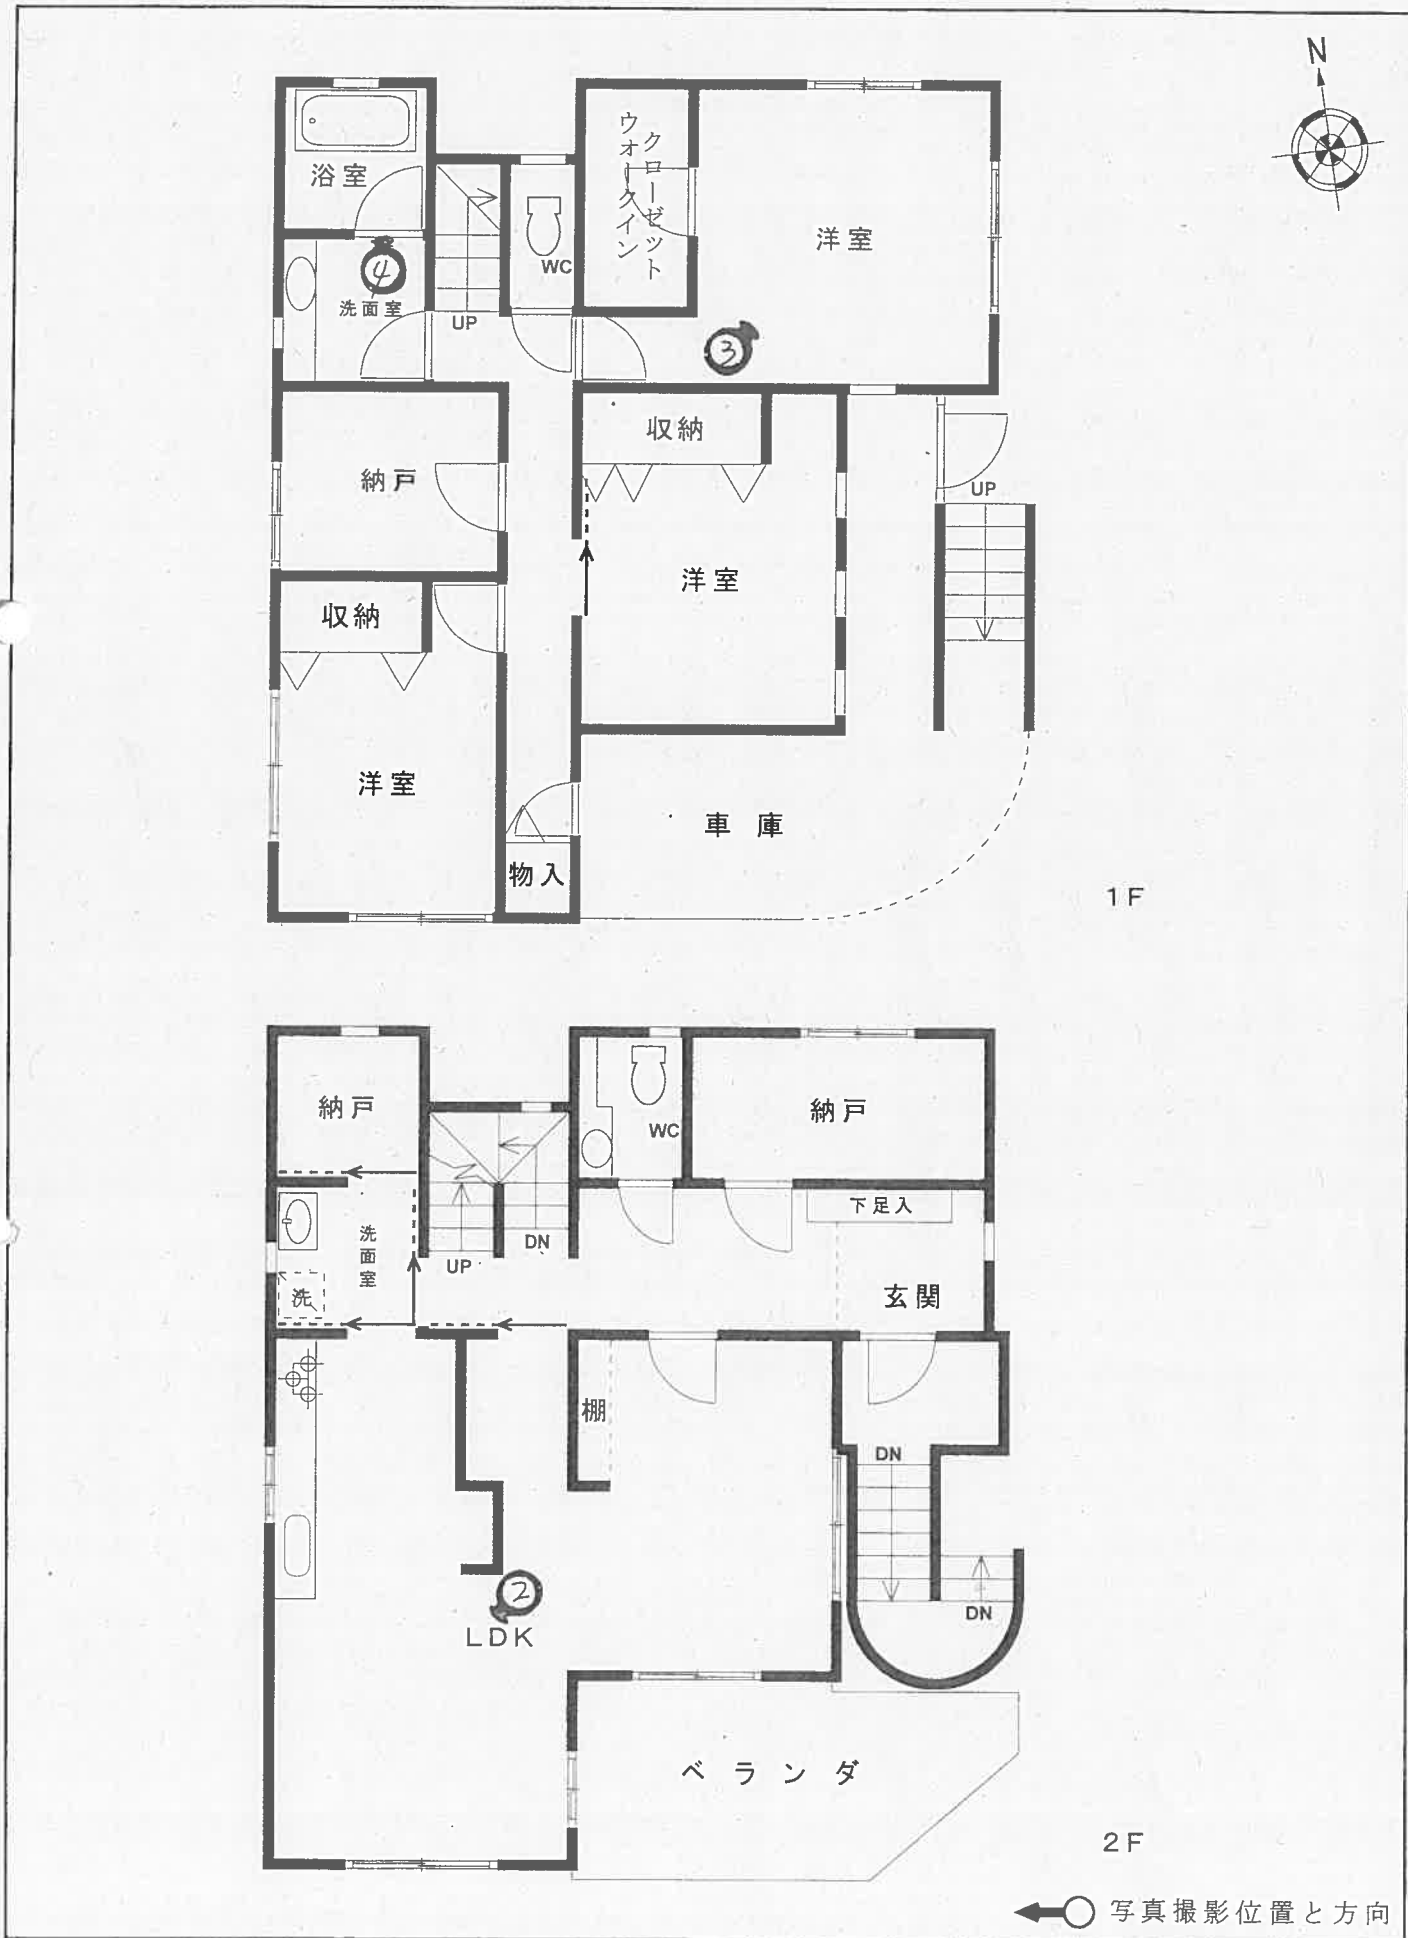 N
浴室
ウオークイン
クローゼット
洋室
WC
④
洗面室
UP
③
収納
納戸
UP
洋室
収納
洋室
車庫
物入
1F
納戸
WC
納戸
下足入
洗面室
UP
DN
玄関
洗
棚
DN
②
DN
LDK
ベランダ
2F
写真撮影位置と方向